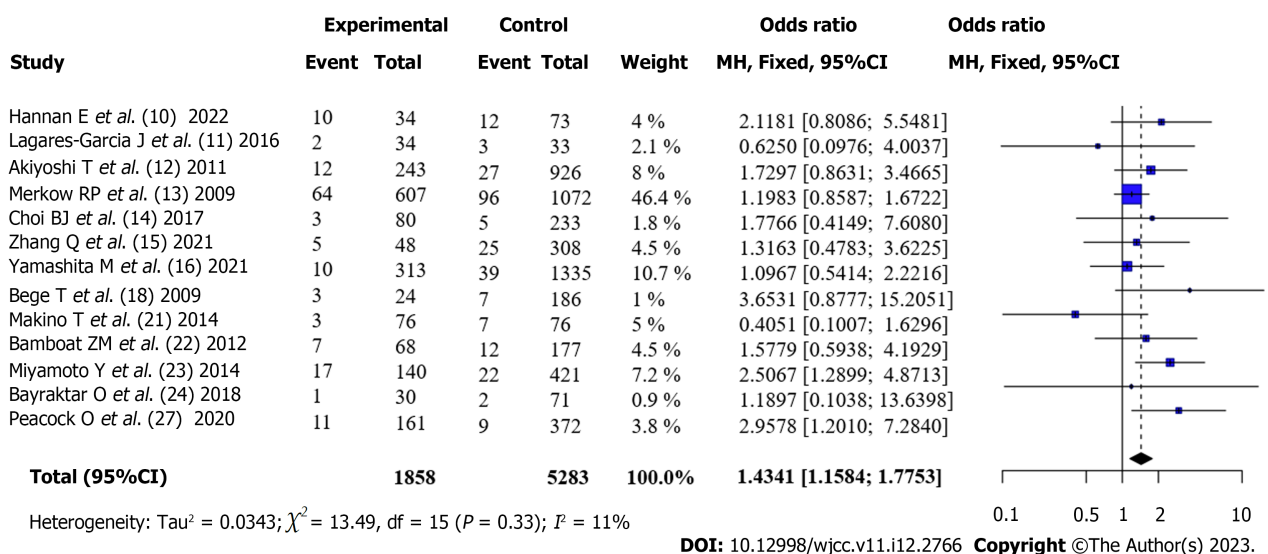 Experimental Control Odds ratio Odds ratio
Study Event Total Event Total Weight MH, Fixed, 95%CI MH, Fixed, 95%CI
Hannan E et al. (10) 2022 10 34 12 73 4 % 2.1181 [0.8086; 5.5481]
Lagares-Garcia J et al. (11) 2016 2 34 3 33 2.1 % 0.6250 [0.0976; 4.0037]
Akiyoshi T et al. (12) 2011 12 243 27 926 8 % 1.7297 [0.8631; 3.4665]
Merkow RP et al. (13) 2009 64 607 96 1072 46.4 % 1.1983 [0.8587; 1.6722]
Choi BJ et al. (14) 2017 3 80 5 233 1.8 % 1.7766 [0.4149; 7.6080]
Zhang Q et al. (15) 2021 5 48 25 308 4.5 % 1.3163 [0.4783; 3.6225]
Yamashita M et al. (16) 2021 10 313 39 1335 10.7 % 1.0967 [0.5414; 2.2216]
Bege T et al. (18) 2009 3 24 7 186 1 % 3.6531 [0.8777; 15.2051]
Makino T et al. (21) 2014 3 76 7 76 5 % 0.4051 [0.1007; 1.6296]
Bamboat ZM et al. (22) 2012 7 68 12 177 4.5 % 1.5779 [0.5938; 4.1929]
Miyamoto Y et al. (23) 2014 17 140 22 421 7.2 % 2.5067 [1.2899; 4.8713]
Bayraktar O et al. (24) 2018 1 30 2 71 0.9 % 1.1897 [0.1038; 13.6398]
Peacock O et al. (27) 2020 11 161 9 372 3.8 % 2.9578 [1.2010; 7.2840]
Total (95%CI) 1858 5283 100.0% 1.4341 [1.1584; 1.7753]
0.1 0.5 1 2 10
Heterogeneity: Tau² = 0.0343; χ² = 13.49, df = 15 (P = 0.33); I² = 11%
DOI: 10.12998/wjcc.v11.i12.2766 Copyright ©The Author(s) 2023.